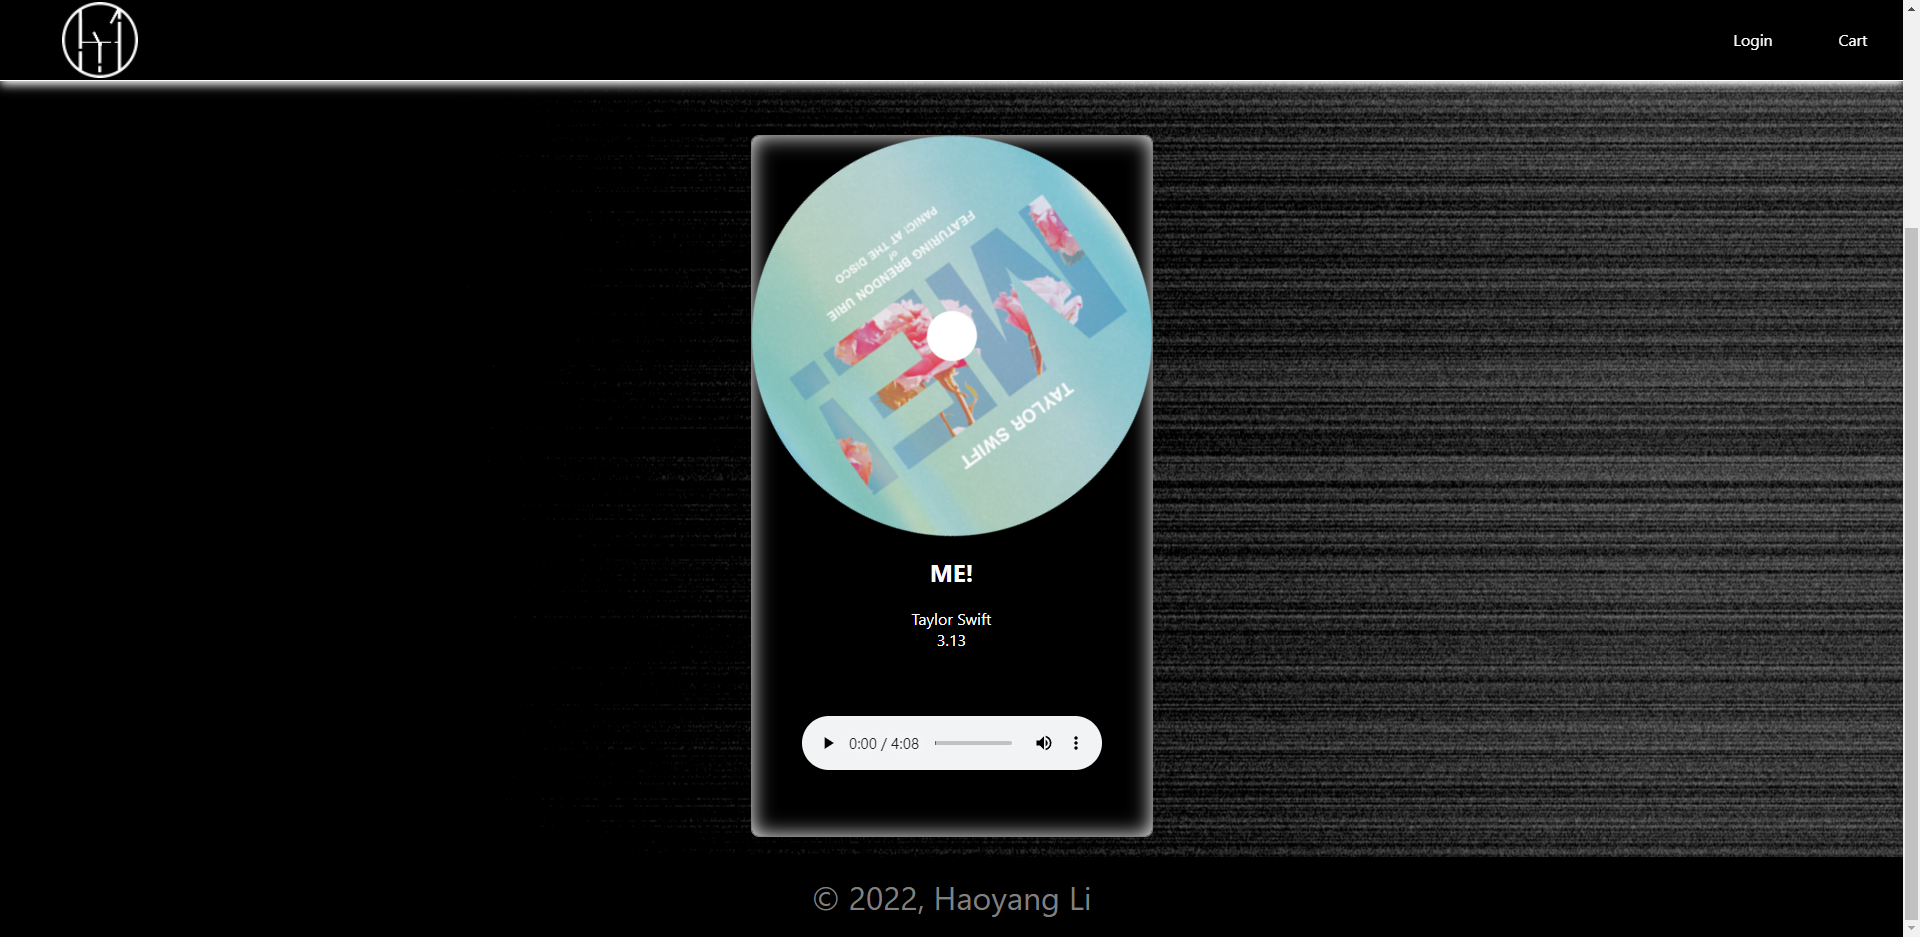 Login
Cart
PANIC! AT THE DISCO
of
FEATURING BRENDON URIE
ME!
TAYLOR SWIFT
ME!
Taylor Swift
3.13
0:00 / 4:08
© 2022, Haoyang Li